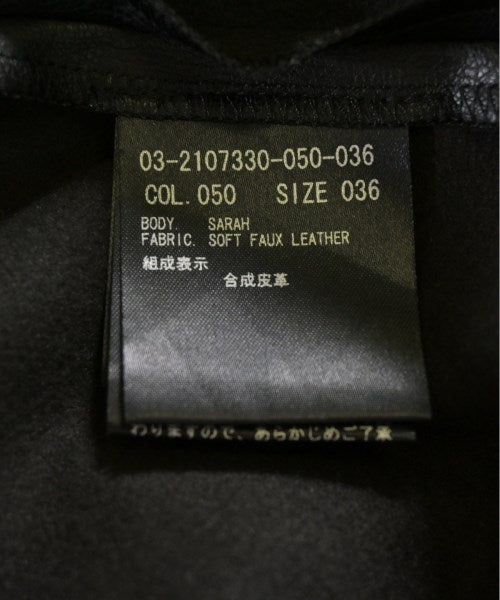 03-2107330-050-036
COL.050 SIZE 036
BODY. SARAH
FABRIC. SOFT FAUX LEATHER
組成表示
合成皮革
わりますので、あらかじめご了承